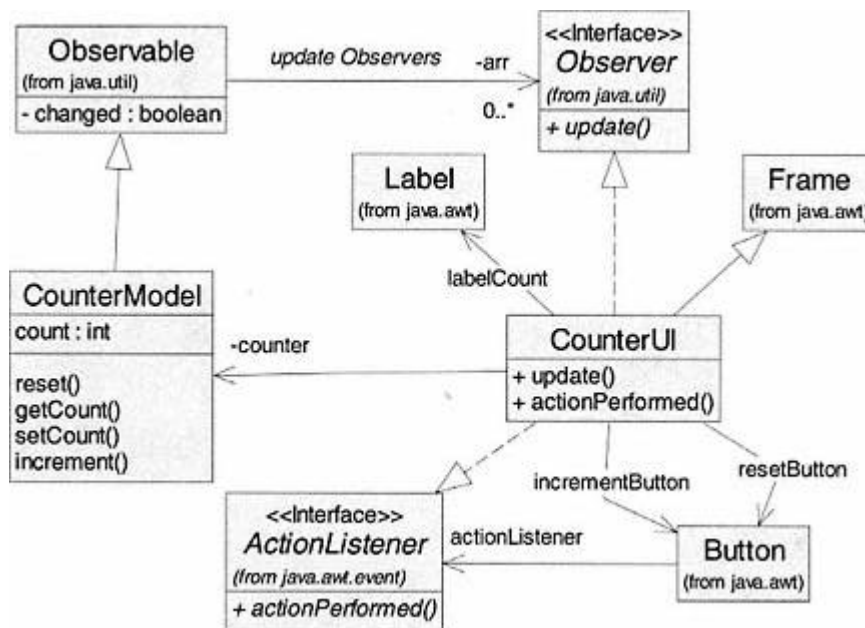 Observable
(from java.util)
- changed : boolean
update Observers
-arr
0..*
<<Interface>>
Observer
(from java.util)
+ update()
Label
(from java.awt)
Frame
(from java.awt)
labelCount
CounterModel
count : int
reset()
getCount()
setCount()
increment()
-counter
CounterUI
+ update()
+ actionPerformed()
incrementButton
resetButton
<<Interface>>
ActionListener
(from java.awt.event)
+ actionPerformed()
actionListener
Button
(from java.awt)